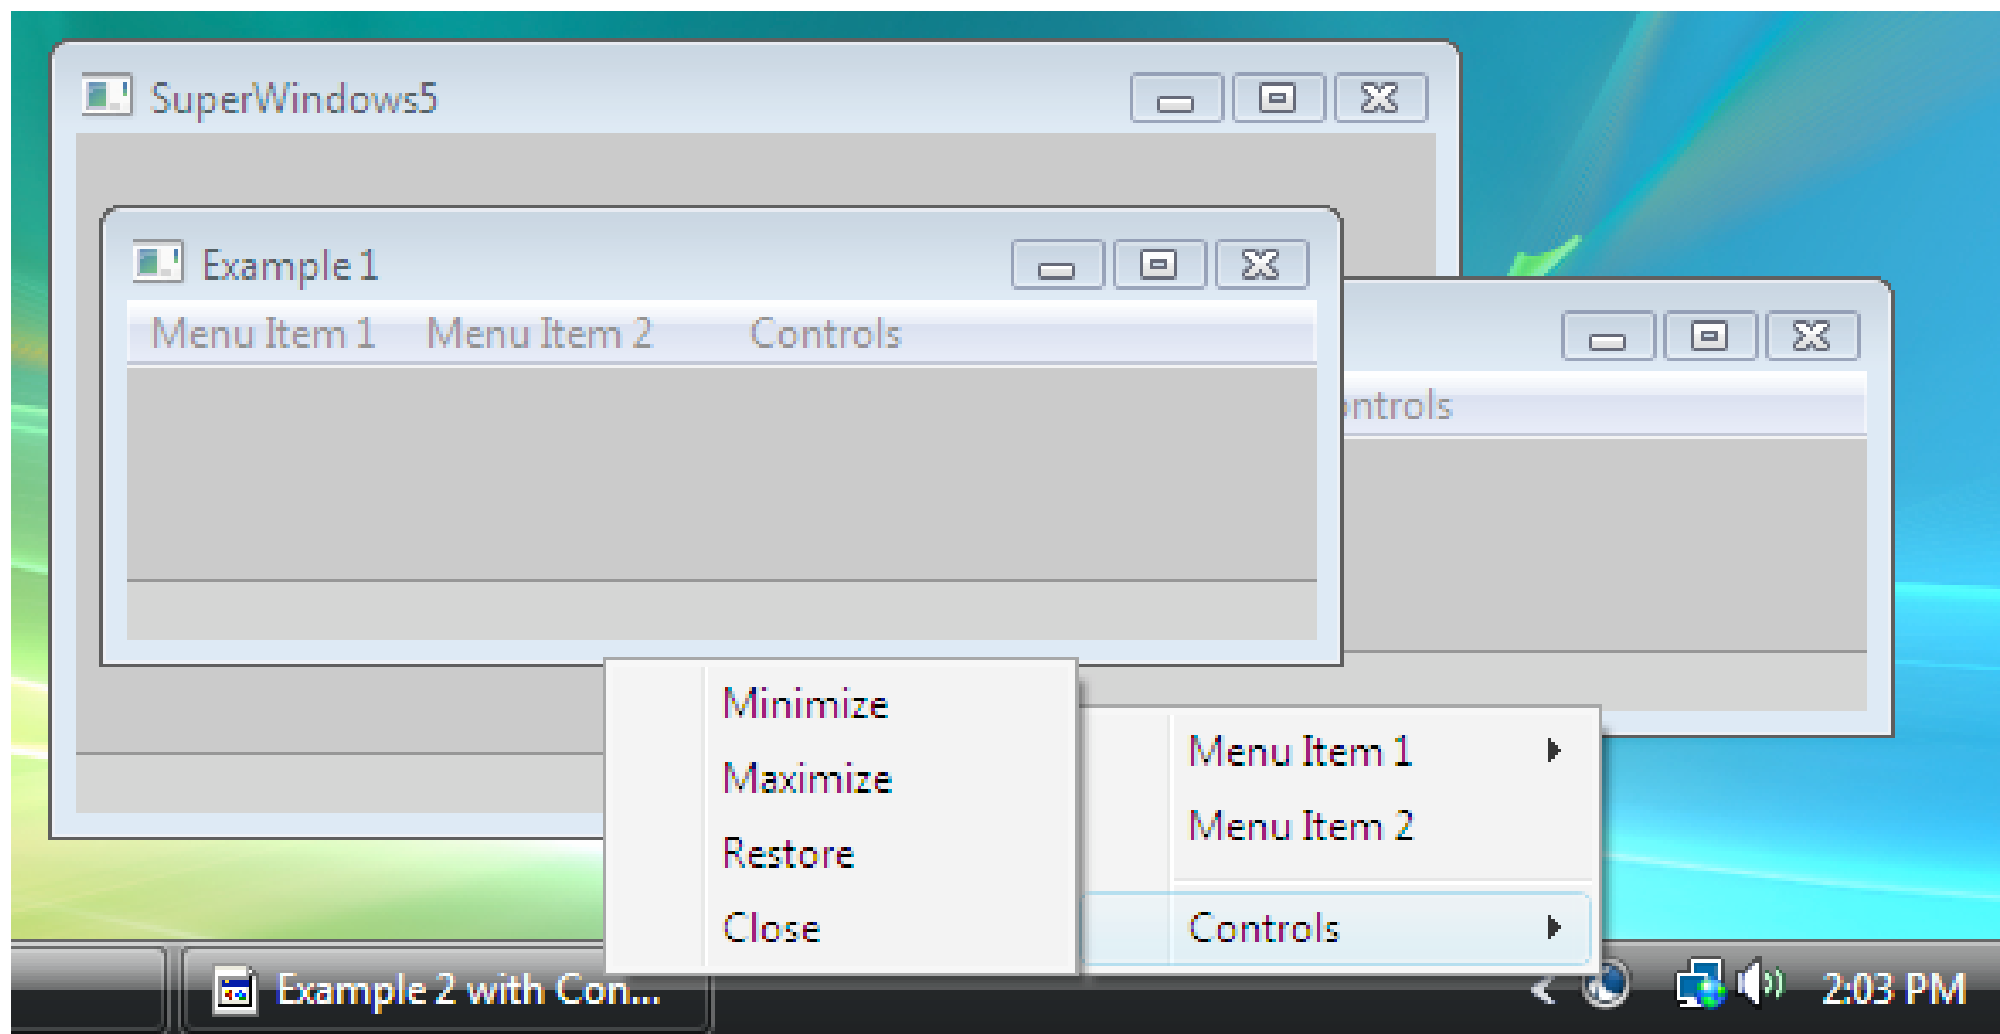 SuperWindows5
Example 1
Menu Item 1 Menu Item 2 Controls
ontrols
Minimize
Maximize
Restore
Close
Menu Item 1
Menu Item 2
Controls
Example 2 with Con...
2:03 PM